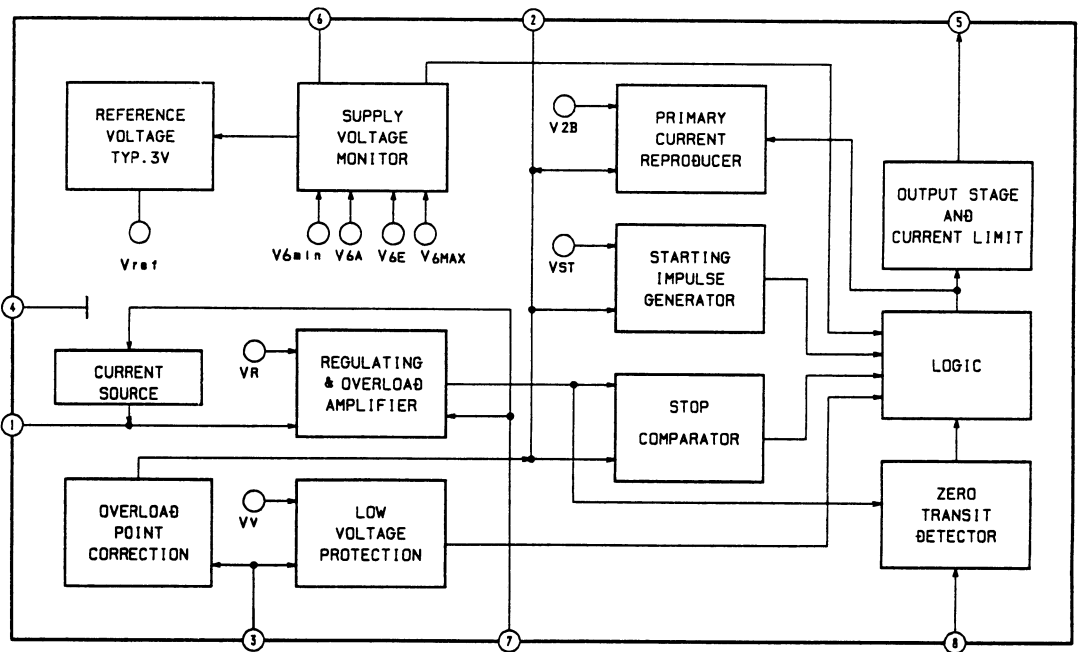 6
2
5
REFERENCE
VOLTAGE
TYP.3V
SUPPLY
VOLTAGE
MONITOR
V2B
PRIMARY
CURRENT
REPRODUCER
OUTPUT STAGE
AND
CURRENT LIMIT
Vref
V6min
V6A
V6E
V6MAX
VST
STARTING
IMPULSE
GENERATOR
4
CURRENT
SOURCE
VR
REGULATING
& OVERLOAD
AMPLIFIER
LOGIC
1
STOP
COMPARATOR
OVERLOAD
POINT
CORRECTION
VV
LOW
VOLTAGE
PROTECTION
ZERO
TRANSIT
DETECTOR
3
7
8